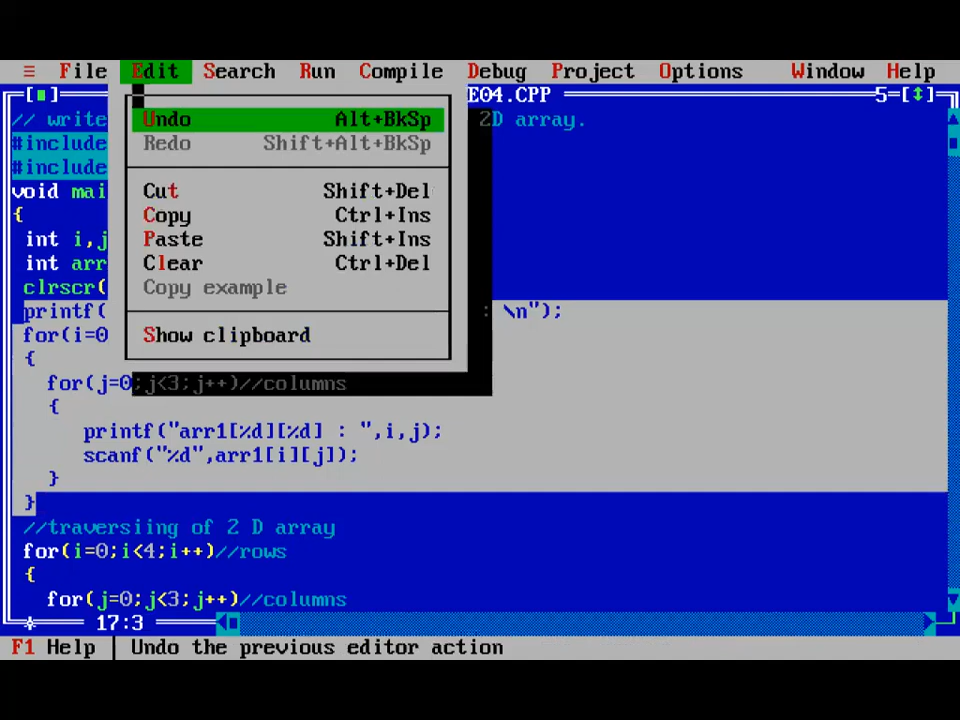 ≡ File Edit Search Run Compile Debug Project Options Window Help
[■] E04.CPP 5=[↕]
// write 2D array.
#include
#include
void mai
{
int i,j
int arr
clrscr(
printf( : \n");
for(i=0
{
for(j=0;j<3;j++)//columns
{
printf("arr1[%d][%d] : ",i,j);
scanf("%d",arr1[i][j]);
}
}
//traversiing of 2 D array
for(i=0;i<4;i++)//rows
{
for(j=0;j<3;j++)//columns
17:3
Undo Alt+BkSp
Redo Shift+Alt+BkSp
Cut Shift+Del
Copy Ctrl+Ins
Paste Shift+Ins
Clear Ctrl+Del
Copy example
Show clipboard
F1 Help Undo the previous editor action